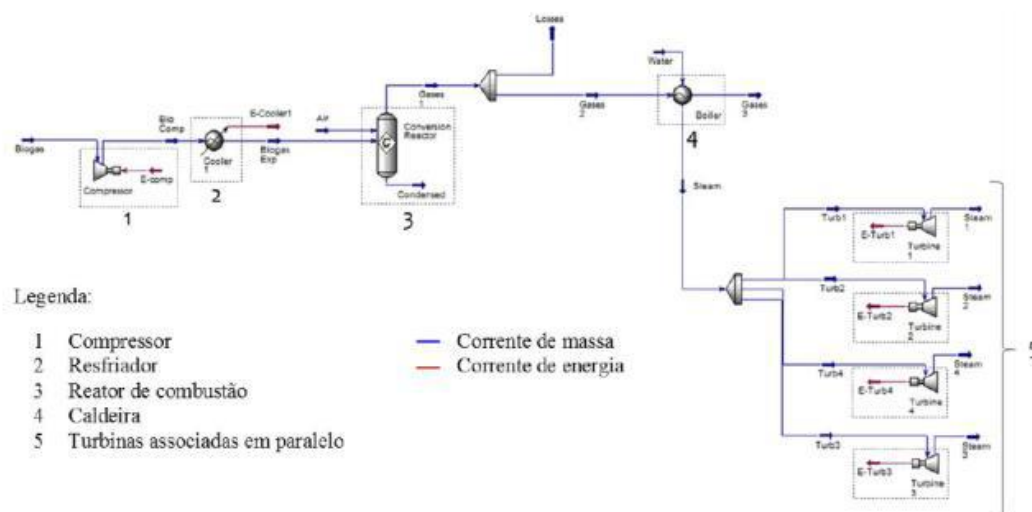 Losses
Water
Gases
1
Gases
2
Gases
3
Boiler
4
Bio
Comp
E-Cooler1
Air
Conversion
Reactor
Biogas
Cooler
1
Biogas
Exp
E-comp
Compressor
Condensed
1
2
3
Steam
Turb1
Steam
1
E-Turb1
Turbine
1
Turb2
Steam
E-Turb2
Turbine
2
Turb4
Steam
4
E-Turb4
Turbine
4
Turb3
Steam
E-Turb3
Turbine
3
5
Legenda:
1 Compressor
2 Resfriador
3 Reator de combustão
4 Caldeira
5 Turbinas associadas em paralelo
Corrente de massa
Corrente de energia